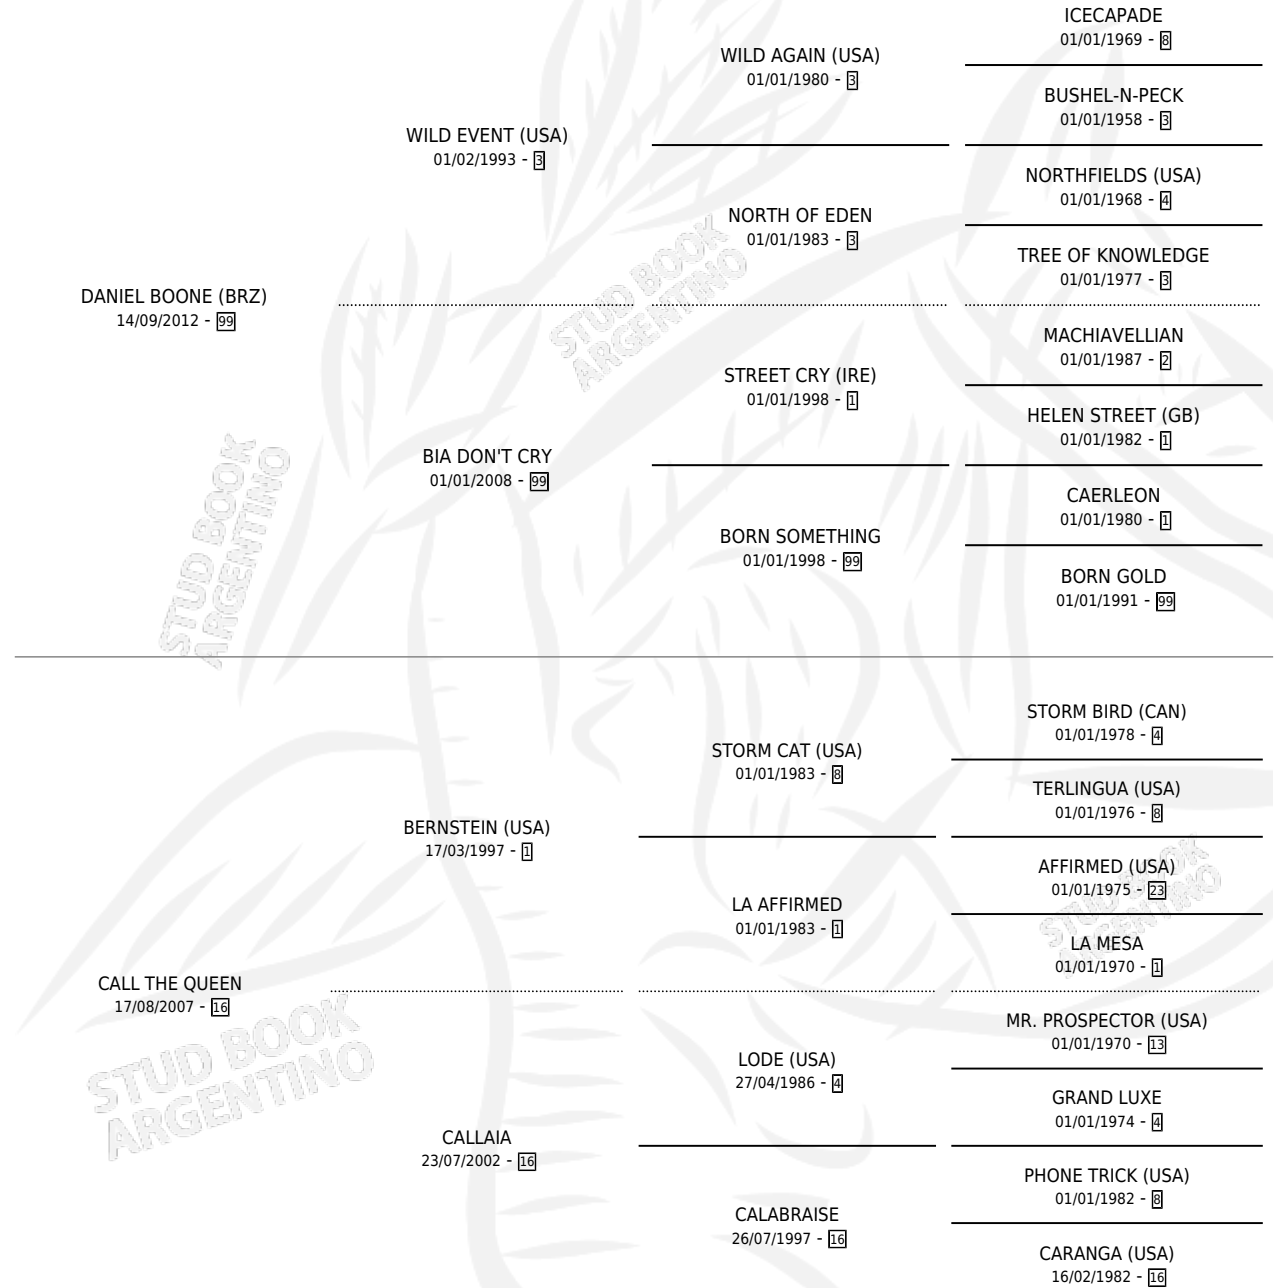 ICECAPADE
01/01/1969 - 8
WILD AGAIN (USA)
01/01/1980 - 3
BUSHEL-N-PECK
01/01/1958 - 3
WILD EVENT (USA)
01/02/1993 - 3
NORTHFIELDS (USA)
01/01/1968 - 4
NORTH OF EDEN
01/01/1983 - 3
TREE OF KNOWLEDGE
01/01/1977 - 3
DANIEL BOONE (BRZ)
14/09/2012 - 99
MACHIAVELLIAN
01/01/1987 - 2
STREET CRY (IRE)
01/01/1998 - 1
HELEN STREET (GB)
01/01/1982 - 1
BIA DON'T CRY
01/01/2008 - 99
CAERLEON
01/01/1980 - 1
BORN SOMETHING
01/01/1998 - 99
BORN GOLD
01/01/1991 - 99
STORM BIRD (CAN)
01/01/1978 - 4
STORM CAT (USA)
01/01/1983 - 8
TERLINGUA (USA)
01/01/1976 - 8
BERNSTEIN (USA)
17/03/1997 - 1
AFFIRMED (USA)
01/01/1975 - 23
LA AFFIRMED
01/01/1983 - 1
LA MESA
01/01/1970 - 1
CALL THE QUEEN
17/08/2007 - 16
MR. PROSPECTOR (USA)
01/01/1970 - 13
LODE (USA)
27/04/1986 - 4
GRAND LUXE
01/01/1974 - 4
CALLAIA
23/07/2002 - 16
PHONE TRICK (USA)
01/01/1982 - 8
CALABRAISE
26/07/1997 - 16
CARANGA (USA)
16/02/1982 - 16
STUD BOOK
ARGENTINO
STUD BOOK
ARGENTINO
STUD BOOK
ARGENTINO
STUD BOOK
ARGENTINO